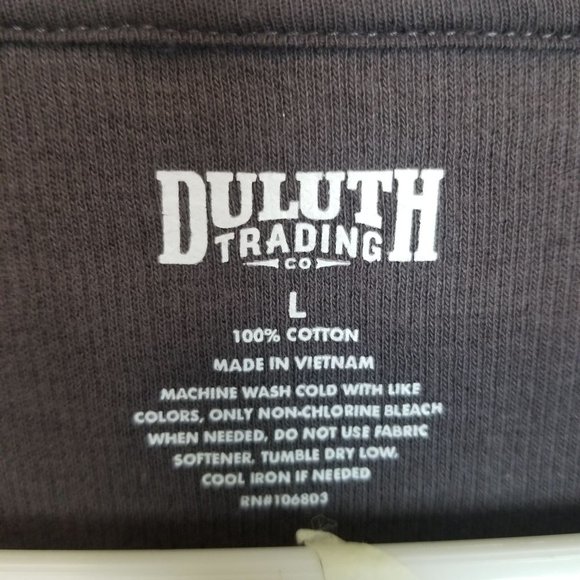 DULUTH
TRADING
CO
L
100% COTTON
MADE IN VIETNAM
MACHINE WASH COLD WITH LIKE
COLORS, ONLY NON-CHLORINE BLEACH
WHEN NEEDED, DO NOT USE FABRIC
SOFTENER, TUMBLE DRY LOW,
COOL IRON IF NEEDED
RN#106803